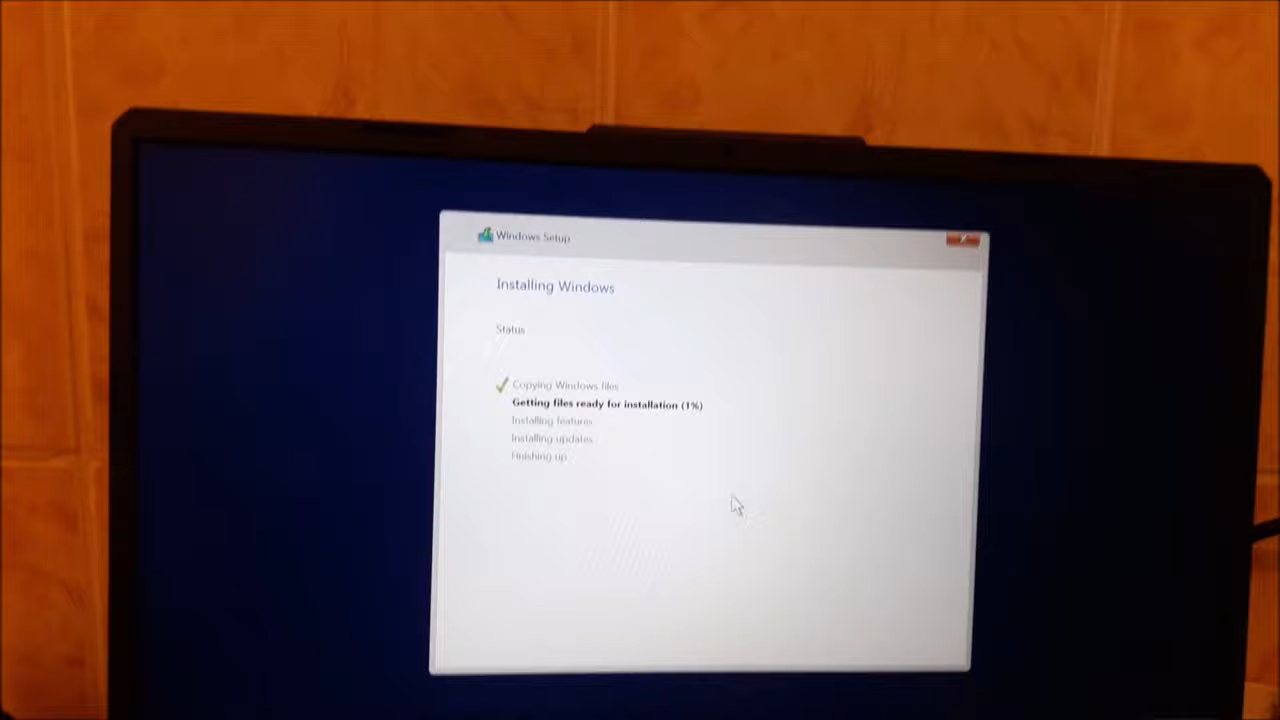 Windows Setup
Installing Windows
Status
Copying Windows files
Getting files ready for installation (1%)
Installing features
Installing updates
Finishing up